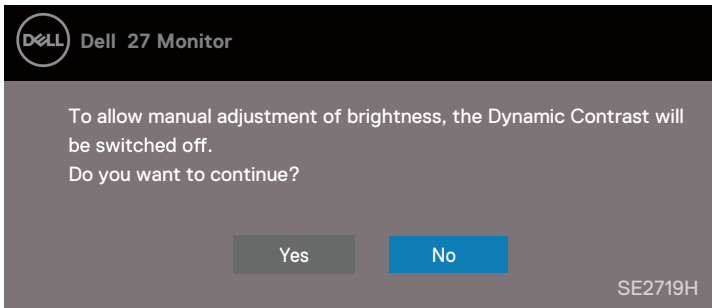 DELL Dell 27 Monitor
To allow manual adjustment of brightness, the Dynamic Contrast will
be switched off.
Do you want to continue?
Yes No
SE2719H